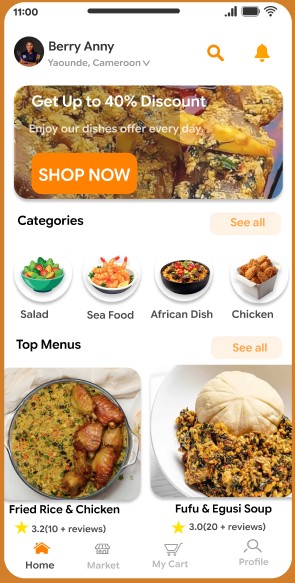 11:00
Berry Anny
Yaounde, Cameroon
Get Up to 40% Discount
Enjoy our dishes offer every day.
SHOP NOW
Categories
See all
Salad
Sea Food
African Dish
Chicken
Top Menus
See all
Fried Rice & Chicken
3.2(10 + reviews)
Fufu & Egusi Soup
3.0(20 + reviews)
Home
Market
My Cart
Profile